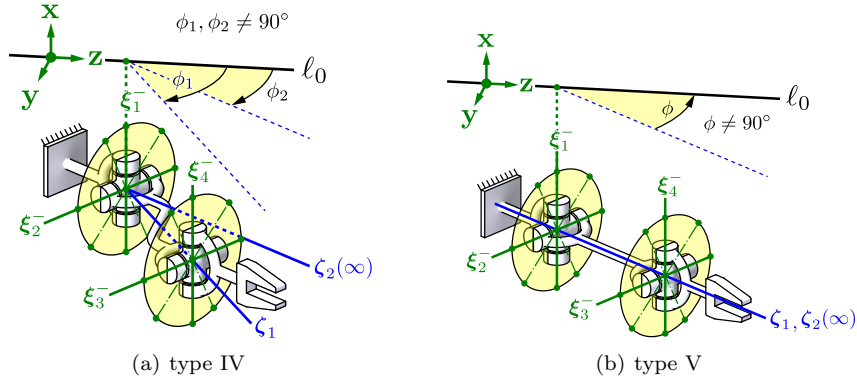 x
z
y
ϕ₁, ϕ₂ ≠ 90°
ℓ₀
ϕ₁
ϕ₂
ξ₁⁻
ξ₄⁻
ξ₂⁻
ξ₃⁻
ζ₂(∞)
ζ₁
(a) type IV
x
z
y
ℓ₀
ϕ
ϕ ≠ 90°
ξ₁⁻
ξ₄⁻
ξ₂⁻
ξ₃⁻
ζ₁, ζ₂(∞)
(b) type V